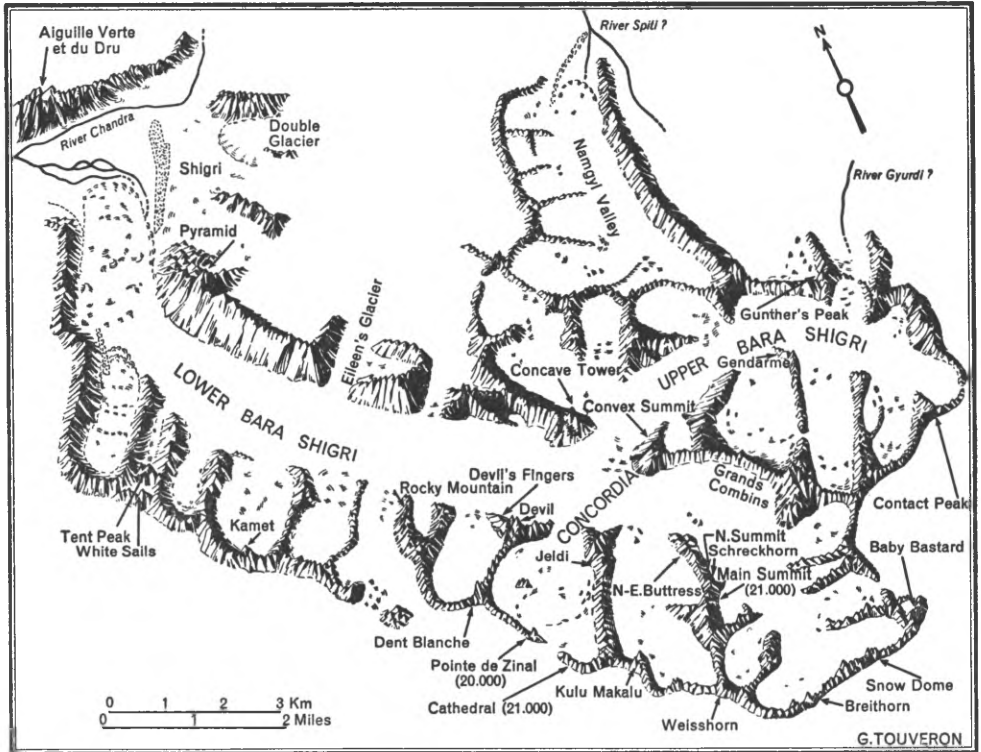 Aiguille Verte
et du Dru
River Spiti ?
N
River Chandra
Double
Glacier
Shigri
Namgyl Valley
River Gyurdi ?
Pyramid
Eileen's Glacier
Gunther's Peak
UPPER BARA SHIGRI
Gendarme
Concave Tower
LOWER BARA SHIGRI
Convex Summit
Devil's Fingers
Rocky Mountain
Devil
CONCORDIA
Grands
Combins
Contact Peak
Kamet
Tent Peak
White Sails
Jeldi
N.Summit
Schreckhorn
Baby Bastard
N-E.Buttress
Main Summit
(21.000)
Dent Blanche
Pointe de Zinal
(20.000)
Cathedral (21.000)
Kulu Makalu
Weisshorn
Snow Dome
Breithorn
0 1 2 3 Km
0 1 2 Miles
G.TOUVERON